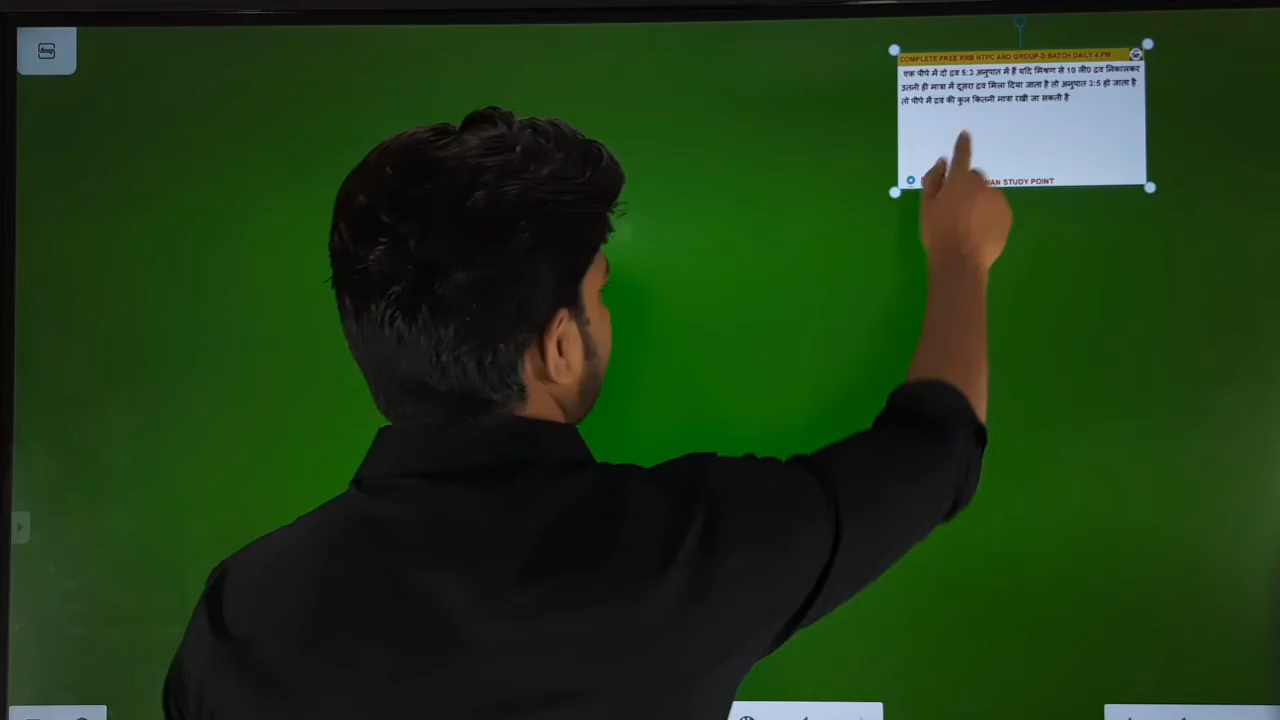 COMPLETE FREE RRB NTPC AND GROUP-D BATCH DAILY 4 PM
एक पीपे में दो द्रव 5:3 अनुपात में हैं यदि मिश्रण से 10 ली0 द्रव निकालकर
उतनी ही मात्रा में दूसरा द्रव मिला दिया जाता है तो अनुपात 3:5 हो जाता है
तो पीपे में द्रव की कुल कितनी मात्रा रखी जा सकती है
STUDY POINT